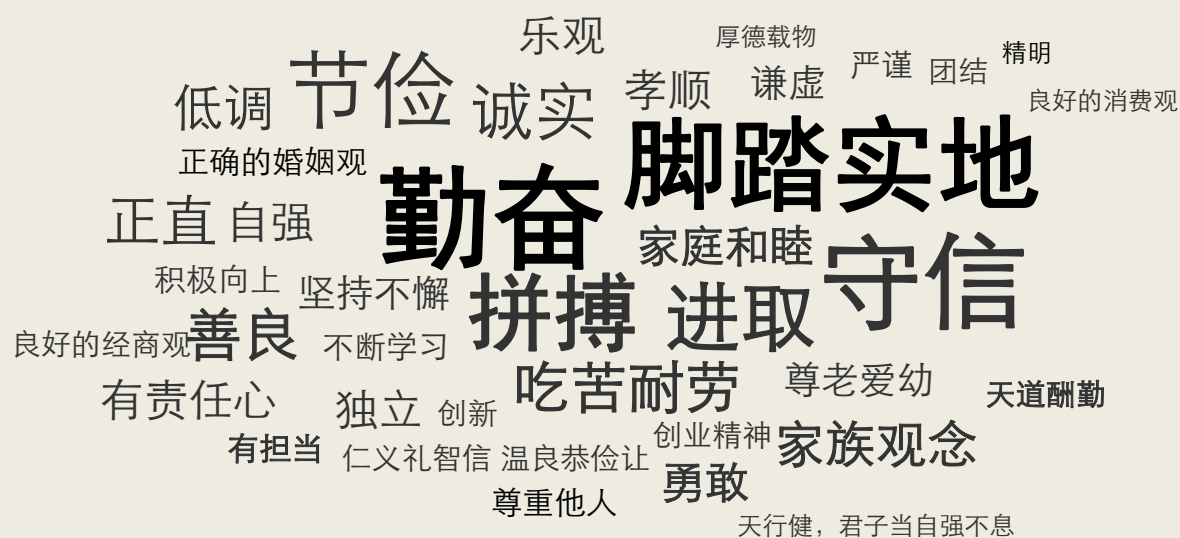 乐观
厚德载物
精明
节俭
严谨
团结
谦虚
孝顺
良好的消费观
低调
诚实
正确的婚姻观
脚踏实地
勤奋
正直
自强
家庭和睦
守信
积极向上
坚持不懈
拼搏
进取
良好的经商观
善良
不断学习
吃苦耐劳
尊老爱幼
有责任心
独立
创新
天道酬勤
有担当
仁义礼智信
温良恭俭让
创业精神
家族观念
勇敢
尊重他人
天行健，君子当自强不息